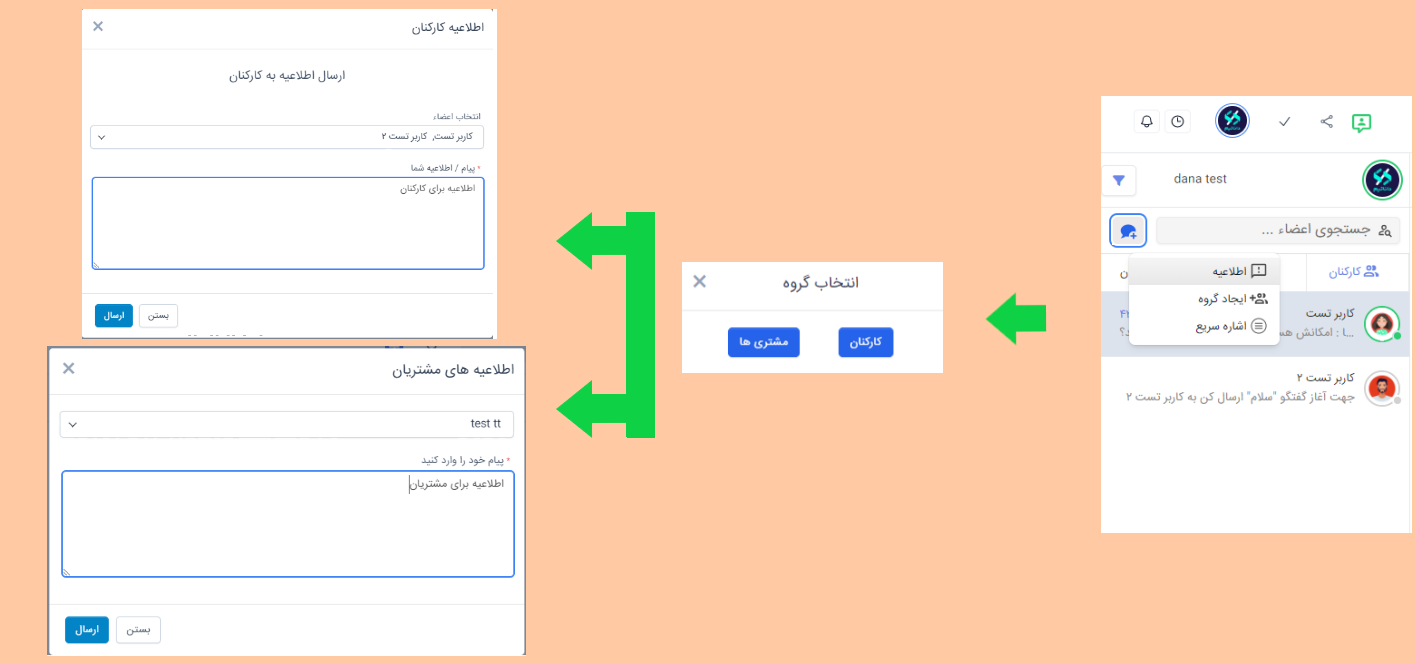 dana test
جستجوی اعضاء ...
کارکنان
ن
اطلاعیه
ایجاد گروه
اشاره سریع
کاربر تست
ـا : امکانش هسـ
کاربر تست ۲
جهت آغاز گفتگو "سلام" ارسال کن به کاربر تست ۲
انتخاب گروه
کارکنان
مشتری ها
اطلاعیه کارکنان
ارسال اطلاعیه به کارکنان
انتخاب اعضاء
کاربر تست, کاربر تست ۲
* پیام / اطلاعیه شما
اطلاعیه برای کارکنان
بستن
ارسال
اطلاعیه های مشتریان
test tt
* پیام خود را وارد کنید
اطلاعیه برای مشتریان
بستن
ارسال